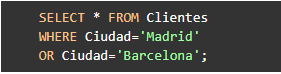 SELECT * FROM Clientes
WHERE Ciudad='Madrid'
OR Ciudad='Barcelona';